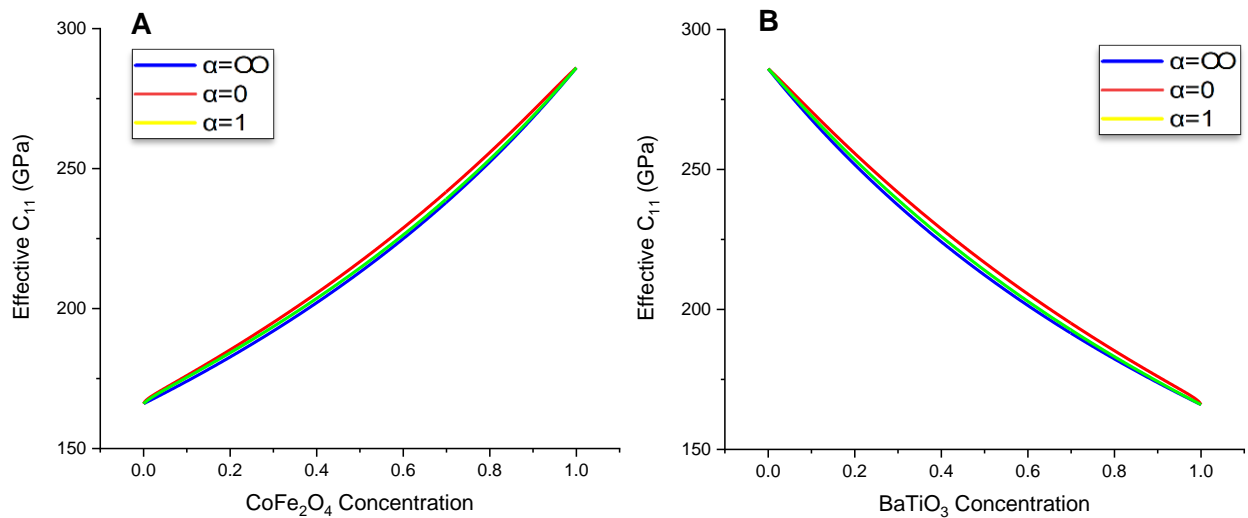 A
α=∞
α=0
α=1
Effective C₁₁ (GPa)
300
250
200
150
0.0 0.2 0.4 0.6 0.8 1.0
CoFe₂O₄ Concentration
B
α=∞
α=0
α=1
Effective C₁₁ (GPa)
300
250
200
150
0.0 0.2 0.4 0.6 0.8 1.0
BaTiO₃ Concentration